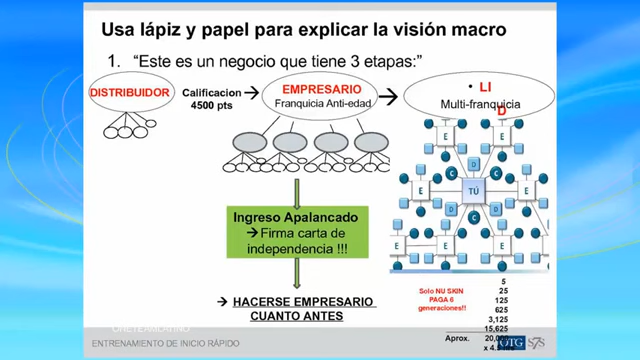 Usa lápiz y papel para explicar la visión macro
1. “Este es un negocio que tiene 3 etapas:”
DISTRIBUIDOR
Calificacion
4500 pts
EMPRESARIO
Franquicia Anti-edad
• LI
Multi-franquicia
D
E
E
D
C
C
E
D
TÚ
D
E
C
C
D
E
E
E
E
Ingreso Apalancado
→Firma carta de
independencia !!!
→ HACERSE EMPRESARIO
CUANTO ANTES
Solo NU SKIN
PAGA 6
generaciones!!
5
25
125
625
3,125
15,625
Aprox.
ENTRENAMIENTO DE INICIO RÁPIDO
ONETEAMLATINO